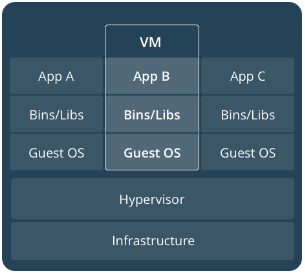 VM
App A App B App C
Bins/Libs Bins/Libs Bins/Libs
Guest OS Guest OS Guest OS
Hypervisor
Infrastructure